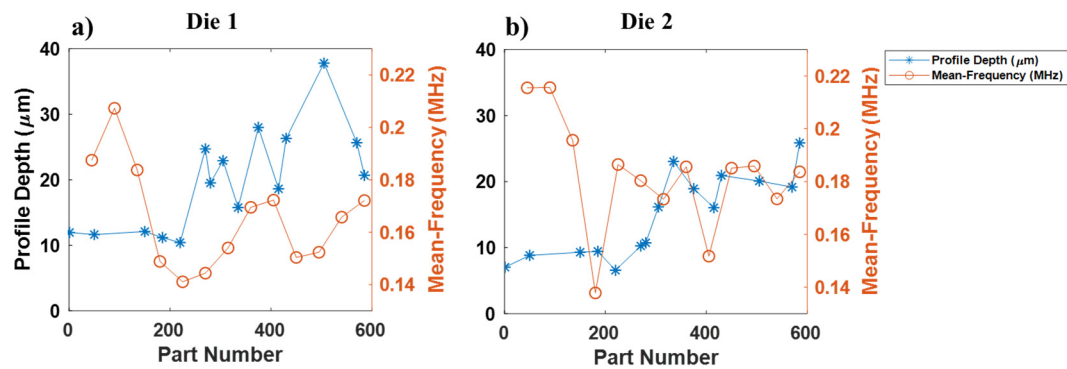 a)
Die 1
40
30
20
10
0
Profile Depth (μm)
0.22
0.2
0.18
0.16
0.14
Mean-Frequency (MHz)
0
200
400
600
Part Number
b)
Die 2
40
30
20
10
0
0.22
0.2
0.18
0.16
0.14
Mean-Frequency (MHz)
0
200
400
600
Part Number
Profile Depth (μm)
Mean-Frequency (MHz)